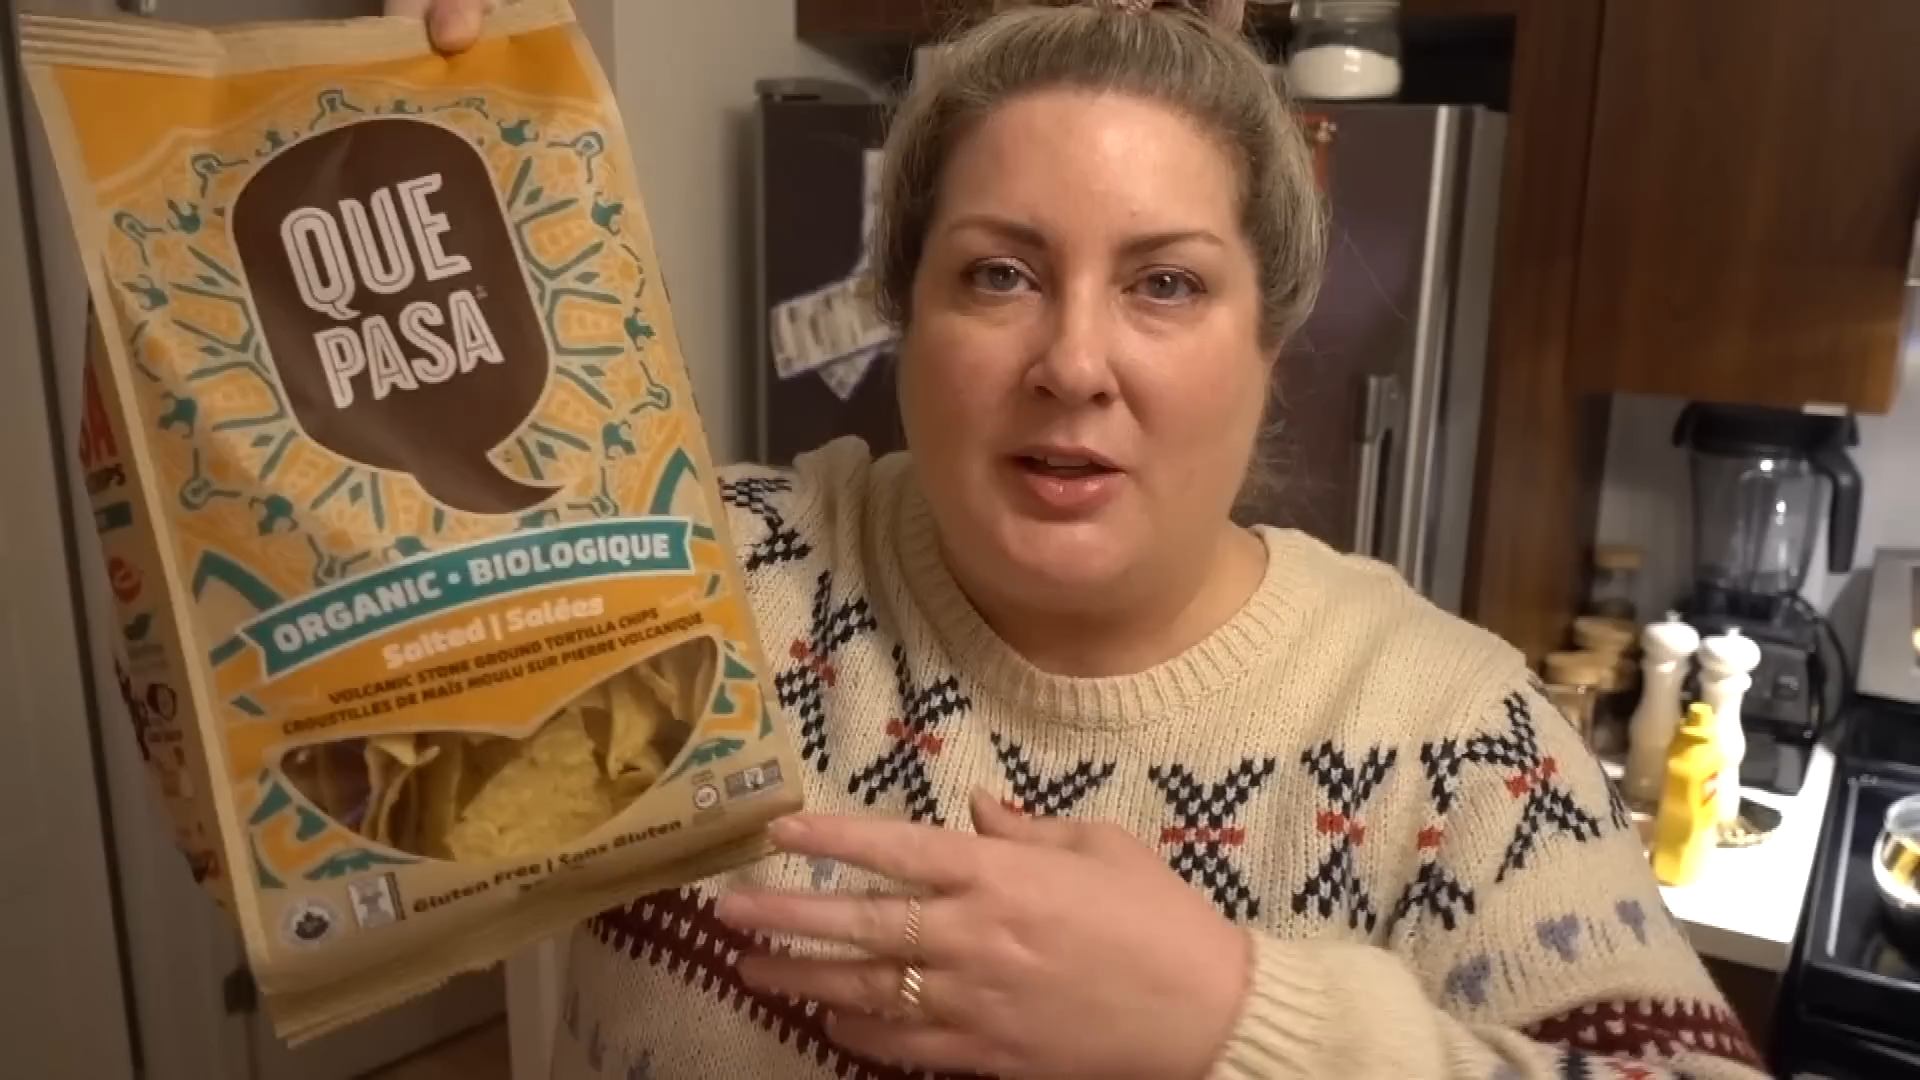 QUE
PASA
ORGANIC • BIOLOGIQUE
Salted | Salées
VOLCANIC STONE GROUND TORTILLA CHIPS
CROUSTILLES DE MAÏS MOULU SUR PIERRE VOLCANIQUE
Gluten Free | Sans Gluten